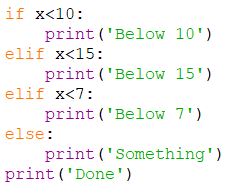 if x<10:
    print('Below 10')
elif x<15:
    print('Below 15')
elif x<7:
    print('Below 7')
else:
    print('Something')
print('Done')